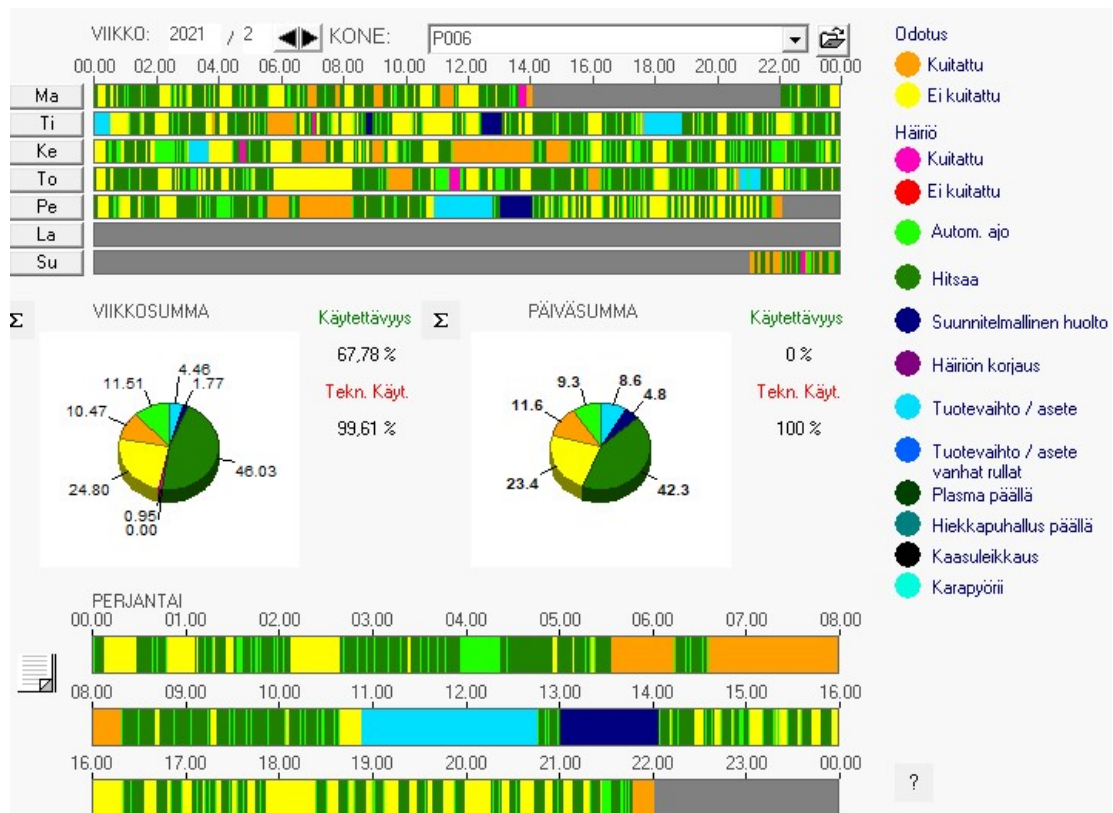 VIIKKO: 2021 / 2 KONE: P006
00.00 02.00 04.00 06.00 08.00 10.00 12.00 14.00 16.00 18.00 20.00 22.00 00.00
Ma
Ti
Ke
To
Pe
La
Su
Σ VIIKKOSUMMA
4.46
1.77
11.51
10.47
24.80
46.03
0.95
0.00
Käytettävyys
67,78 %
Tekn. Käyt.
99,61 %
Σ PÄIVÄSUMMA
9.3
8.6
4.8
11.6
23.4
42.3
Käytettävyys
0 %
Tekn. Käyt.
100 %
PERJANTAI
00.00 01.00 02.00 03.00 04.00 05.00 06.00 07.00 08.00
08.00 09.00 10.00 11.00 12.00 13.00 14.00 15.00 16.00
16.00 17.00 18.00 19.00 20.00 21.00 22.00 23.00 00.00
Odotus
Kuitattu
Ei kuitattu
Häiriö
Kuitattu
Ei kuitattu
Autom. ajo
Hitsaa
Suunnitelmallinen huolto
Häiriön korjaus
Tuotevaihto / asete
Tuotevaihto / asete
vanhat rullat
Plasma päällä
Hiekkapuhallus päällä
Kaasuleikkaus
Karapyörii
?